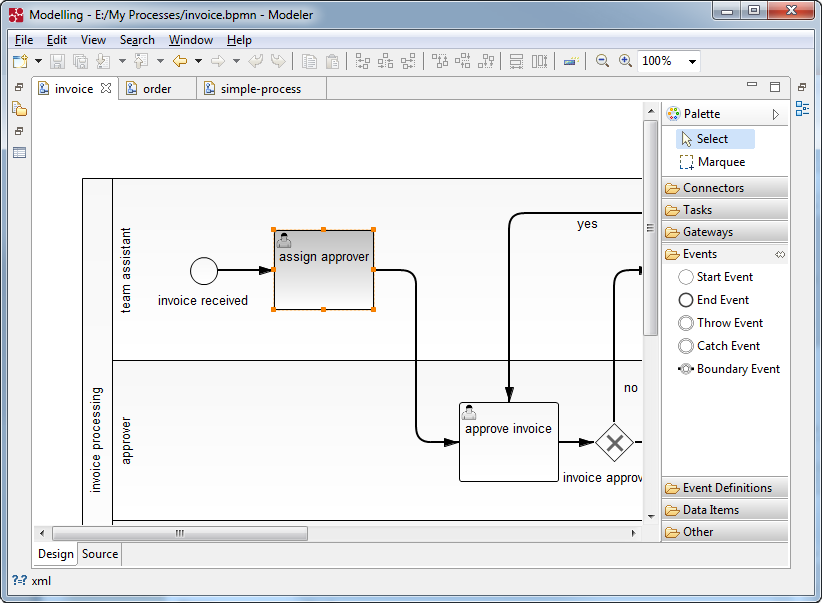 Modelling - E:/My Processes/invoice.bpmn - Modeler
File Edit View Search Window Help
100%
invoice order simple-process
Palette
Select
Marquee
Connectors
Tasks
Gateways
Events
Start Event
End Event
Throw Event
Catch Event
Boundary Event
Event Definitions
Data Items
Other
invoice processing
team assistant
invoice received
assign approver
yes
approver
approve invoice
no
invoice approv
Design Source
?-? xml